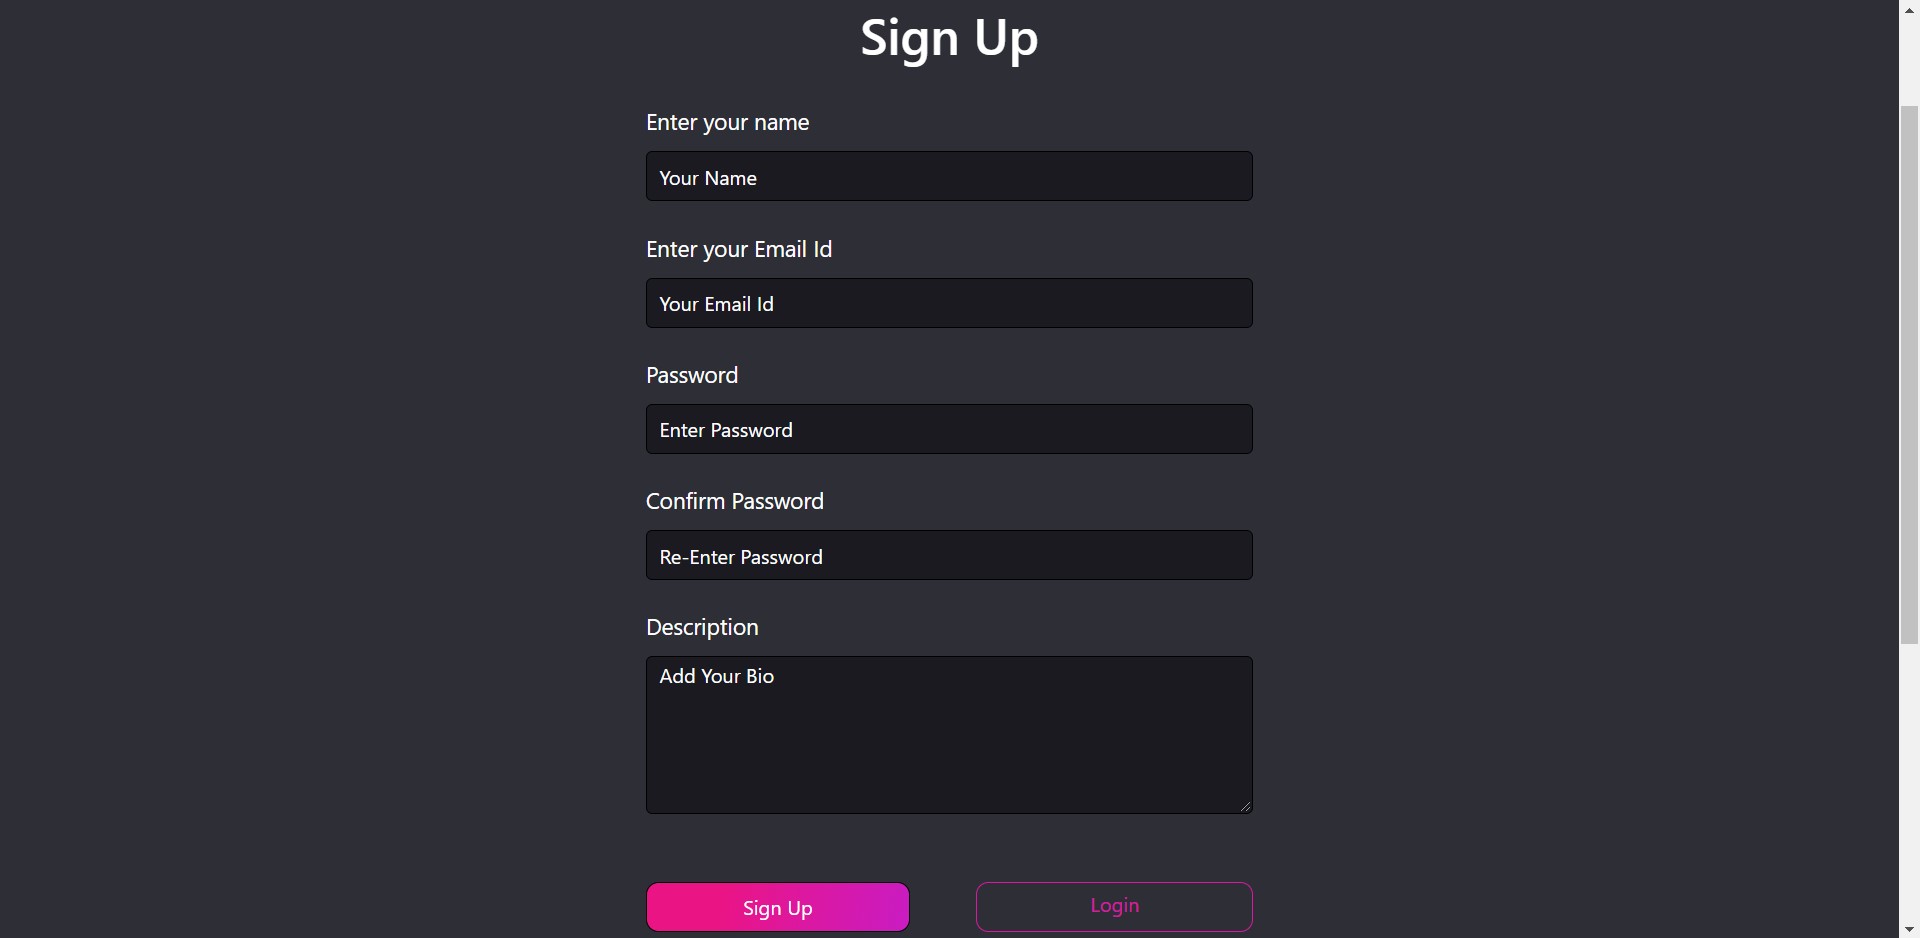 Sign Up
Enter your name
Your Name
Enter your Email Id
Your Email Id
Password
Enter Password
Confirm Password
Re-Enter Password
Description
Add Your Bio
Sign Up
Login